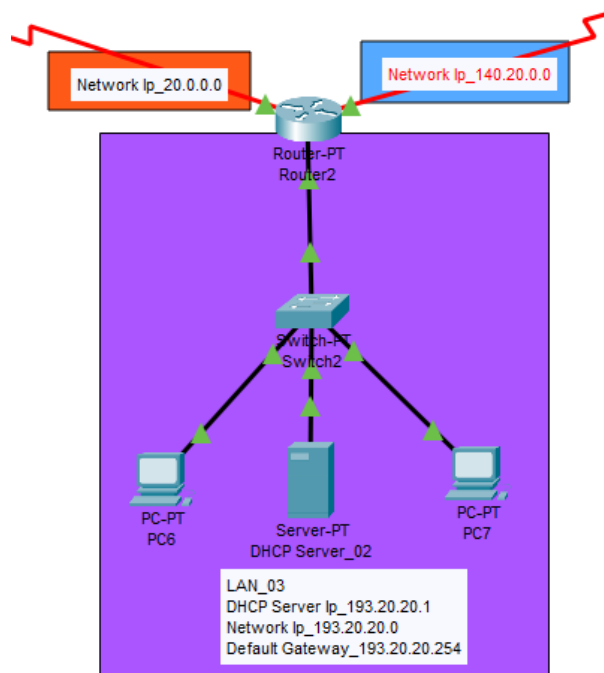 Network Ip_20.0.0.0
Network Ip_140.20.0.0
Router-PT
Router2
Switch-PT
Switch2
PC-PT
PC6
Server-PT
DHCP Server_02
PC-PT
PC7
LAN_03
DHCP Server Ip_193.20.20.1
Network Ip_193.20.20.0
Default Gateway_193.20.20.254